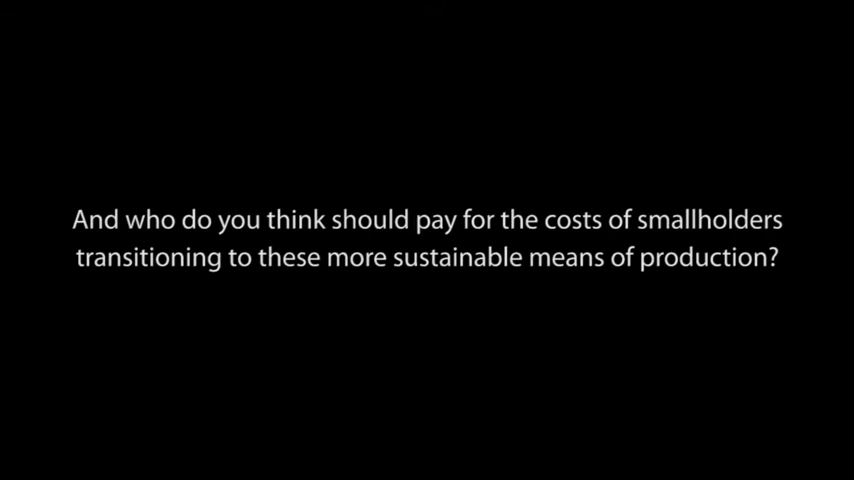 And who do you think should pay for the costs of smallholders
transitioning to these more sustainable means of production?